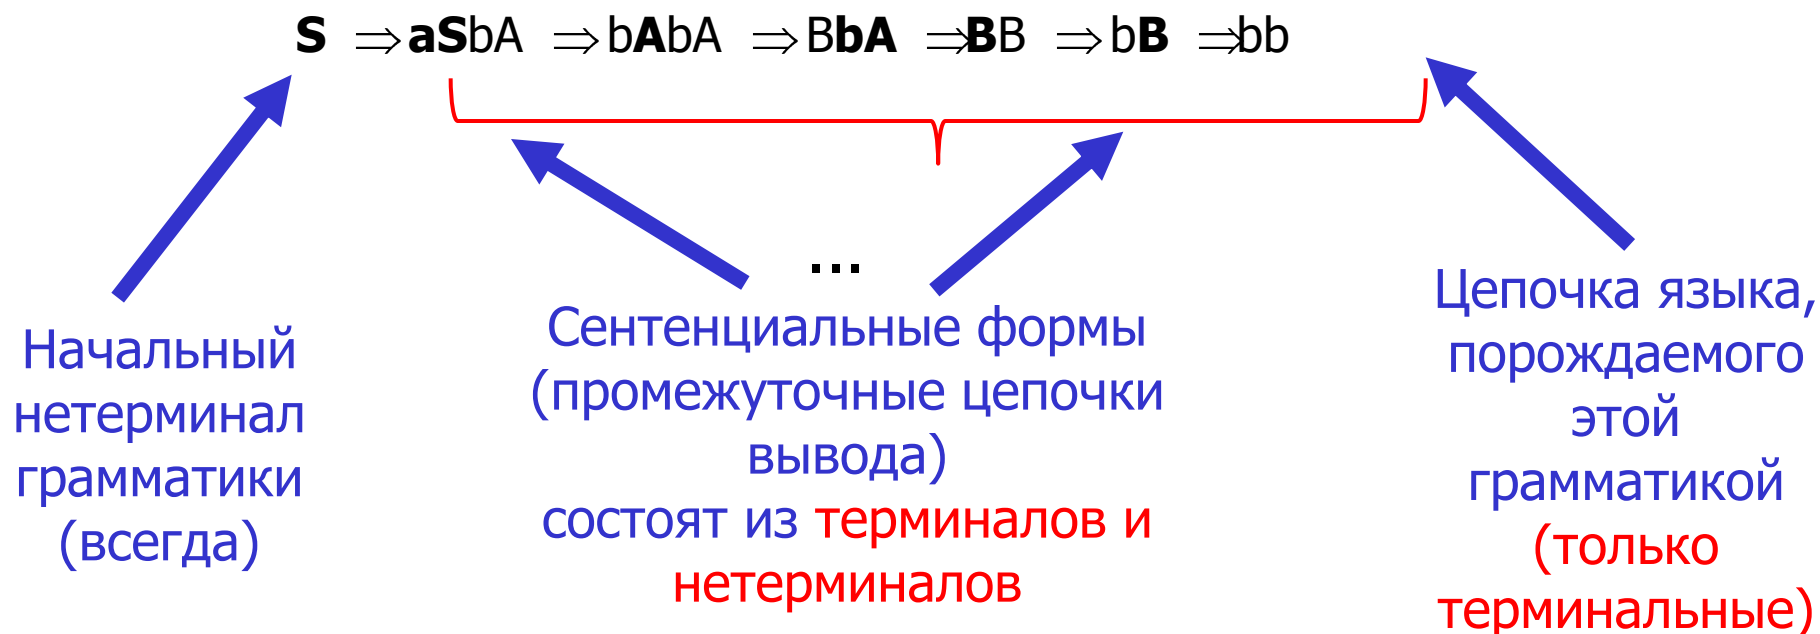 S ⇒ aSbA ⇒ bAbA ⇒ BbA ⇒ BB ⇒ bB ⇒ bb
...
Начальный
нетерминал
грамматики
(всегда)
Сентенциальные формы
(промежуточные цепочки
вывода)
состоят из терминалов и
нетерминалов
Цепочка языка,
порождаемого
этой
грамматикой
(только
терминальные)